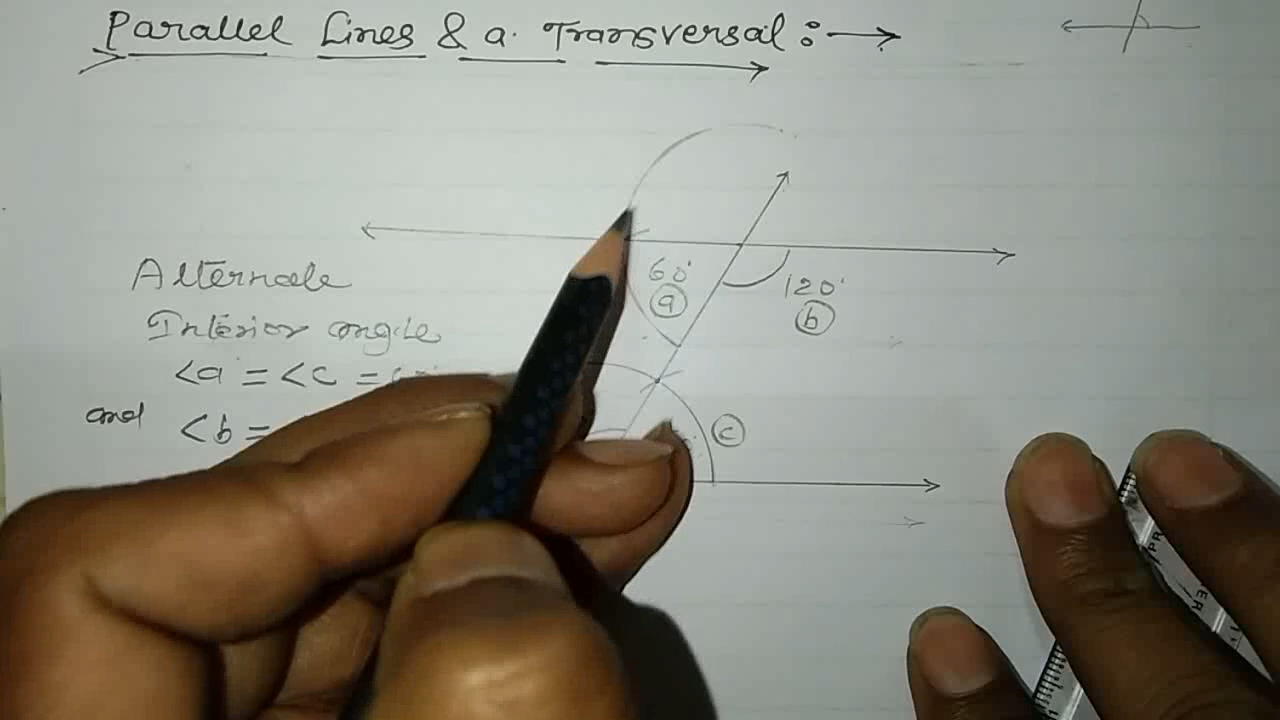 Parallel Lines & a. Transversal :→
Alternate
Interior angle
<a = <c =
and <b =
60°
a
120°
b
c